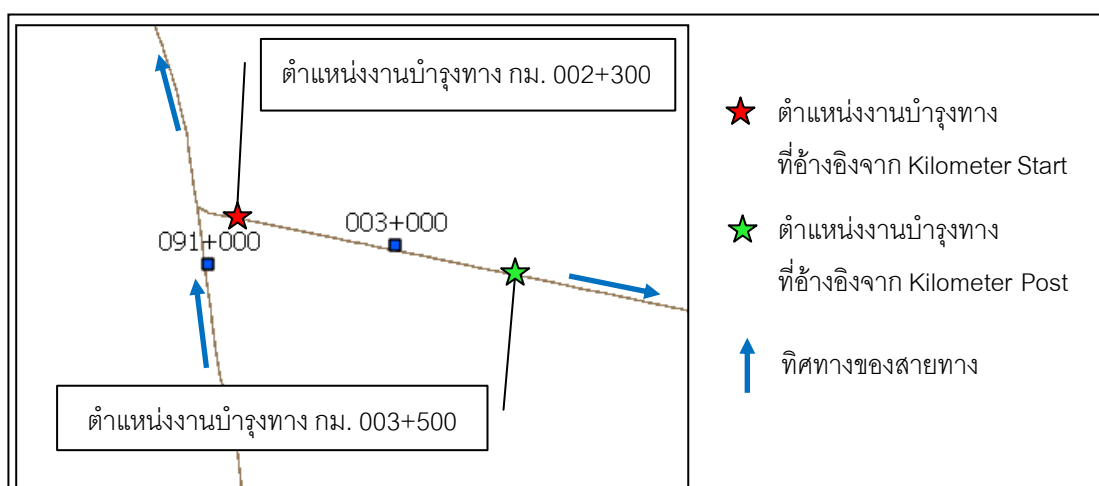 ตำแหน่งงานบำรุงทาง กม. 002+300
003+000
091+000
ตำแหน่งงานบำรุงทาง กม. 003+500
ตำแหน่งงานบำรุงทาง
ที่อ้างอิงจาก Kilometer Start
ตำแหน่งงานบำรุงทาง
ที่อ้างอิงจาก Kilometer Post
ทิศทางของสายทาง